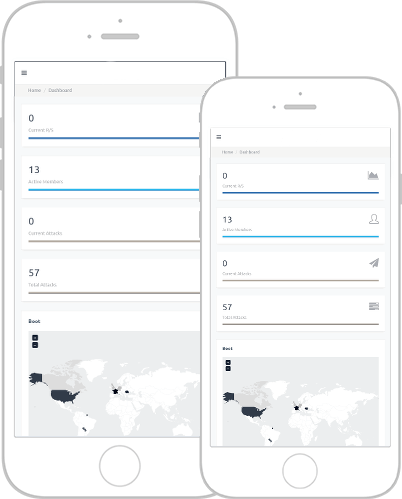 Home / Dashboard
0
Current R/S
13
Active members
0
Current Attacks
57
Total Attacks
Boot
+
-
Home / Dashboard
0
Current R/S
13
Active members
0
Current Attacks
57
Total Attacks
Boot
+
-